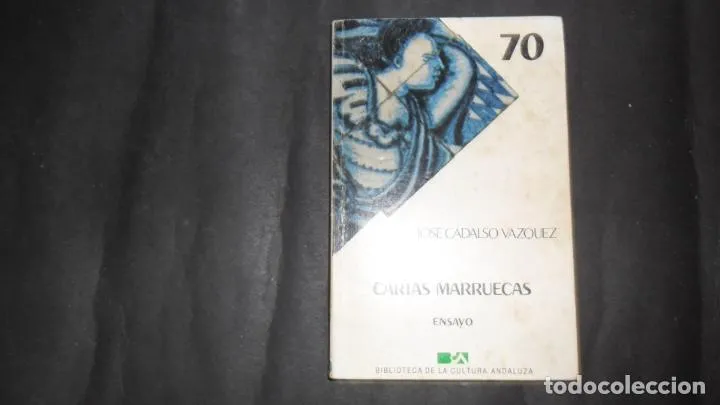 70
JOSE CADALSO VAZQUEZ
CARTAS MARRUECAS
ENSAYO
BIBLIOTECA DE LA CULTURA ANDALUZA
todocoleccion